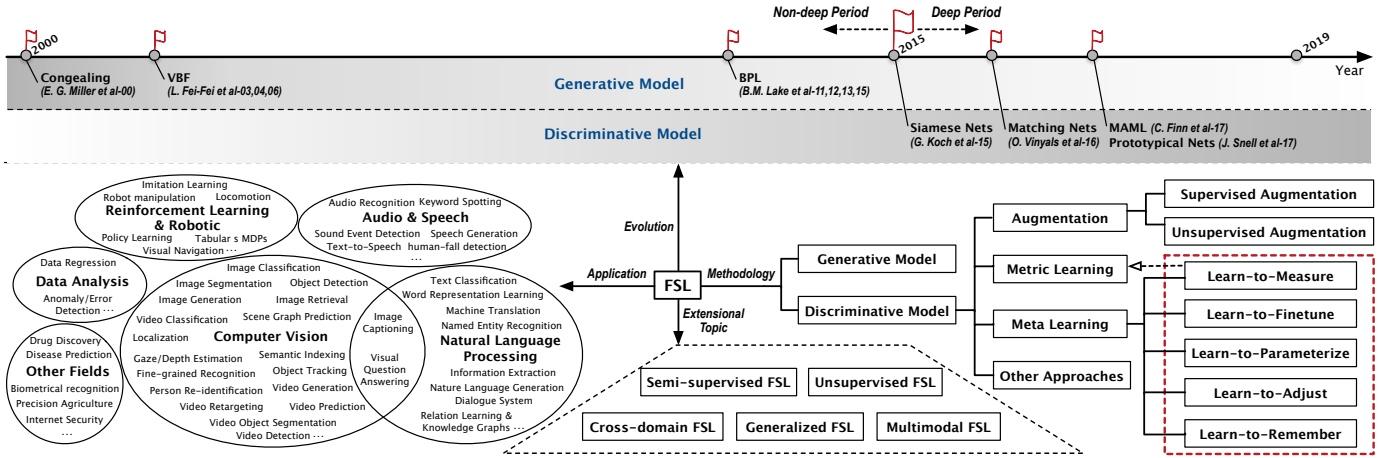 Non-deep Period
Deep Period
2000
2015
2019
Year
Congealing
(E. G. Miller et al-00)
VBF
(L. Fei-Fei et al-03,04,06)
Generative Model
BPL
(B.M. Lake et al-11,12,13,15)
Discriminative Model
Siamese Nets
(G. Koch et al-15)
Matching Nets
(O. Vinyals et al-16)
MAML (C. Finn et al-17)
Prototypical Nets (J. Snell et al-17)
Imitation Learning
Robot manipulation Locomotion
Reinforcement Learning
& Robotic
Policy Learning Tabular s MDPs
Visual Navigation ···
Audio Recognition Keyword Spotting
Audio & Speech
Sound Event Detection Speech Generation
Text-to-Speech human-fall detection
···
Data Regression
Data Analysis
Anomaly/Error
Detection ···
Drug Discovery
Disease Prediction
Other Fields
Biometrical recognition
Precision Agriculture
Internet Security
···
Image Classification
Image Segmentation Object Detection
Image Generation Image Retrieval
Video Classification Scene Graph Prediction
Localization Computer Vision
Gaze/Depth Estimation Semantic Indexing
Fine-grained Recognition Object Tracking
Person Re-identification Video Generation
Video Retargeting Video Prediction
Video Object Segmentation
Video Detection ···
Image
Captioning
Visual
Question
Answering
Text Classification
Word Representation Learning
Machine Translation
Named Entity Recognition
Natural Language
Processing
Information Extraction
Nature Language Generation
Dialogue System
Relation Learning &
Knowledge Graphs ···
Evolution
Application
FSL
Methodology
Extensional
Topic
Semi-supervised FSL
Unsupervised FSL
Cross-domain FSL
Generalized FSL
Multimodal FSL
Generative Model
Discriminative Model
Augmentation
Metric Learning
Meta Learning
Other Approaches
Supervised Augmentation
Unsupervised Augmentation
Learn-to-Measure
Learn-to-Finetune
Learn-to-Parameterize
Learn-to-Adjust
Learn-to-Remember